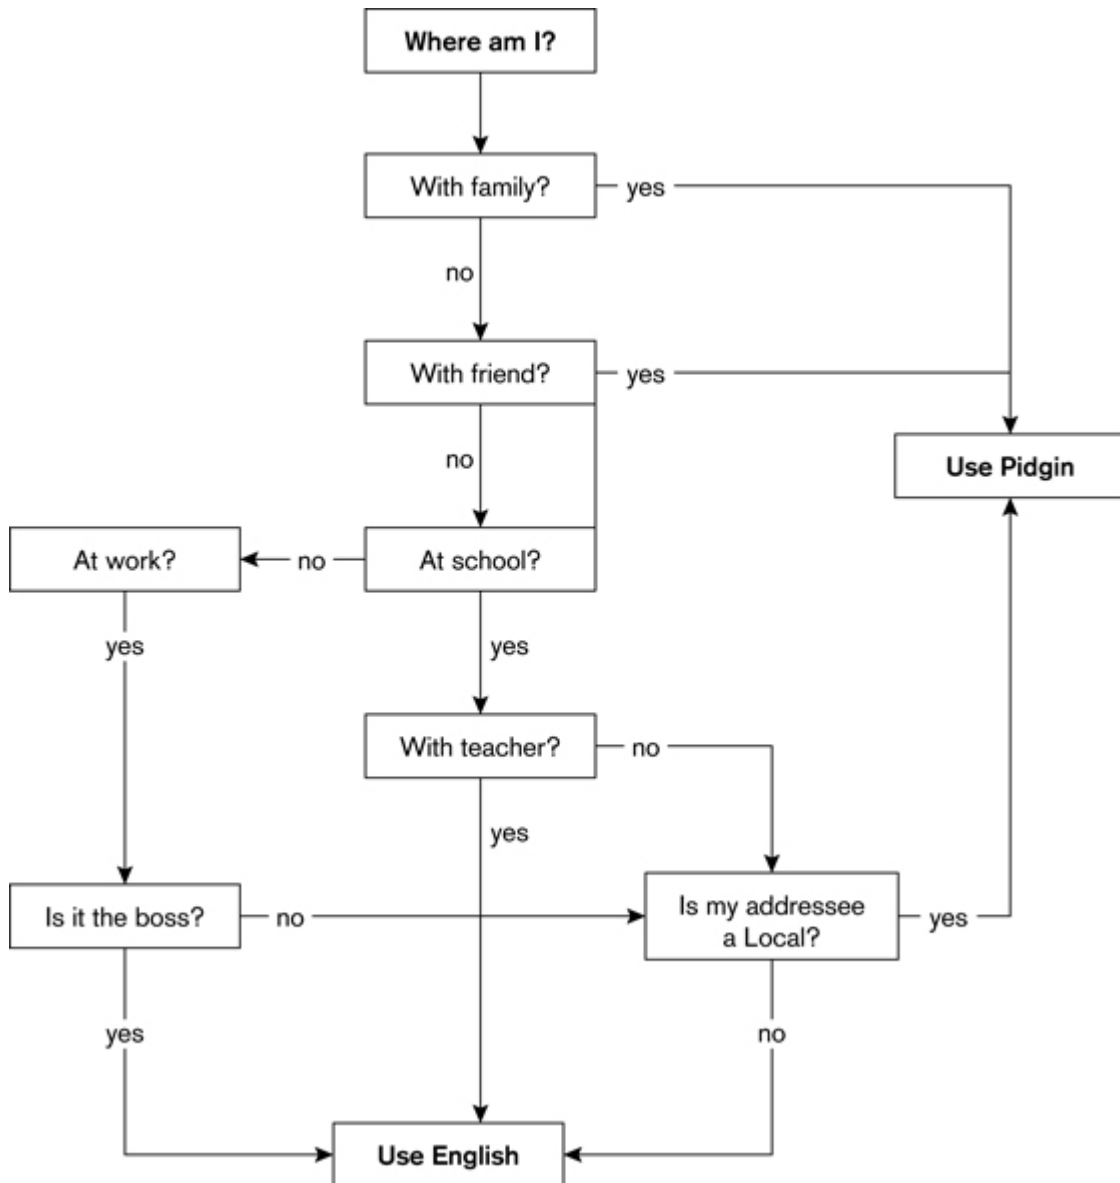 Where am I?
With family?
yes
no
With friend?
yes
no
At work?
no
At school?
yes
yes
With teacher?
no
yes
Is it the boss?
no
Is my addressee
a Local?
yes
Use Pidgin
yes
no
Use English